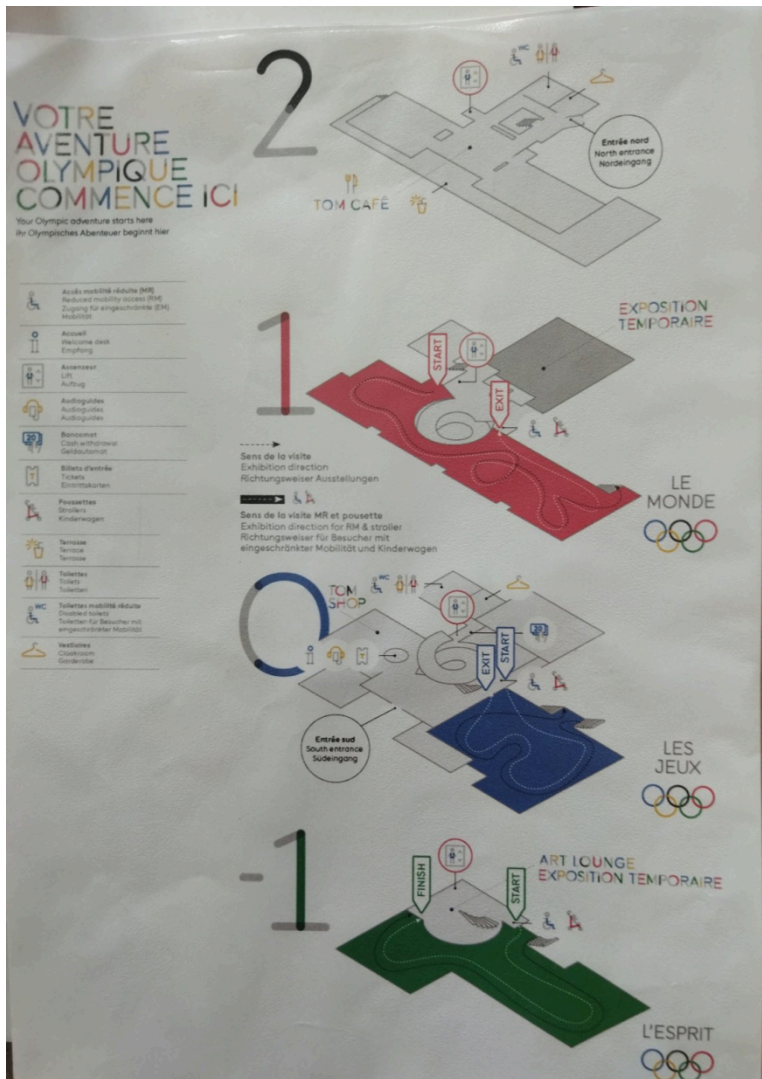 VOTRE
AVENTURE
OLYMPIQUE
COMMENCE ICI
Your Olympic adventure starts here
Ihr Olympisches Abenteuer beginnt hier
Accès mobilité réduite (MR)
Reduced mobility access (RM)
Zugang für eingeschränkte (EM)
Mobilität
Accueil
Welcome desk
Empfang
Ascenseur
Lift
Aufzug
Audioguides
Audioguides
Audioguides
20
Bancomat
Cash withdrawal
Geldautomat
T
Billets d'entrée
Tickets
Eintrittskarten
Poussettes
Strollers
Kinderwagen
Terrasse
Terrace
Terrasse
Toilettes
Toilets
Toiletten
WC
Toilettes mobilité réduite
Disabled toilets
Toiletten für Besucher mit
eingeschränkter Mobilität
Vestiaires
Cloakroom
Garderobe
2
WC
Entrée nord
North entrance
Nordeingang
TOM CAFÉ
1
EXPOSITION
TEMPORAIRE
START
EXIT
Sens de la visite
Exhibition direction
Richtungsweiser Ausstellungen
Sens de la visite MR et pousette
Exhibition direction for RM & stroller
Richtungsweiser für Besucher mit
eingeschränkter Mobilität und Kinderwagen
LE
MONDE
0
TOM
SHOP
WC
20
T
EXIT
START
Entrée sud
South entrance
Südeingang
LES
JEUX
-1
FINISH
START
ART LOUNGE
EXPOSITION TEMPORAIRE
L'ESPRIT